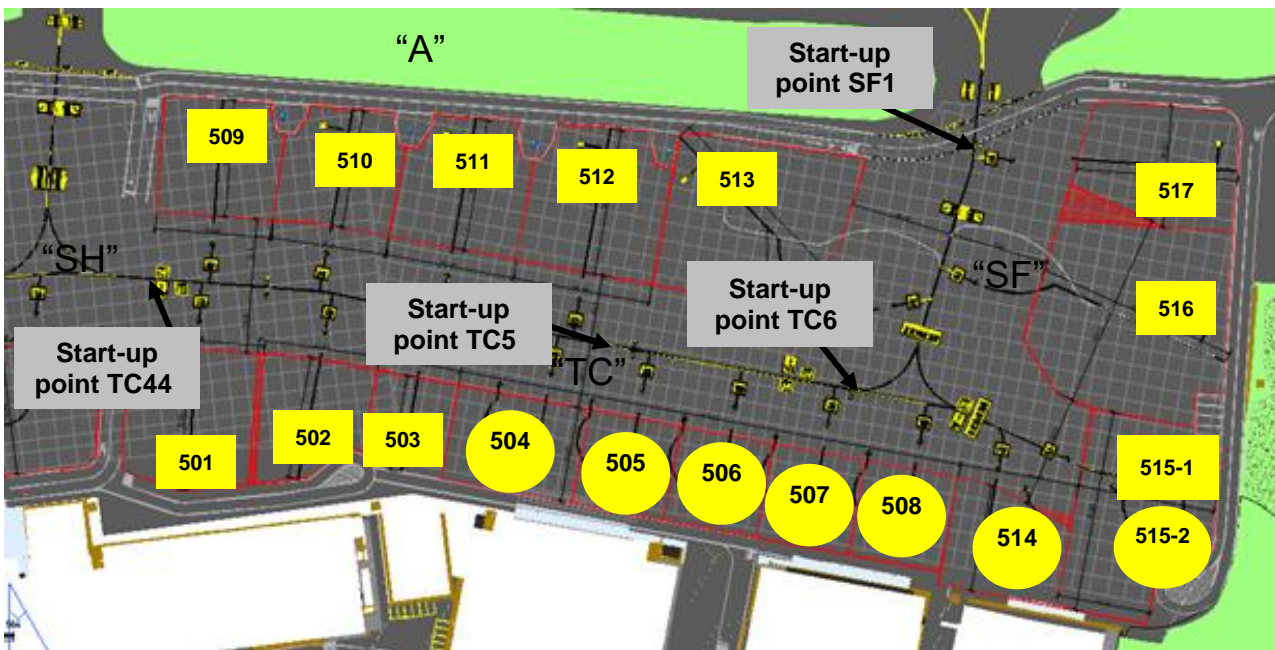 “A”
Start-up
point SF1
509
510
511
512
513
517
“SH”
“SF”
516
Start-up
point TC44
Start-up
point TC5
Start-up
point TC6
“TC”
501
502
503
504
505
506
507
508
514
515-1
515-2